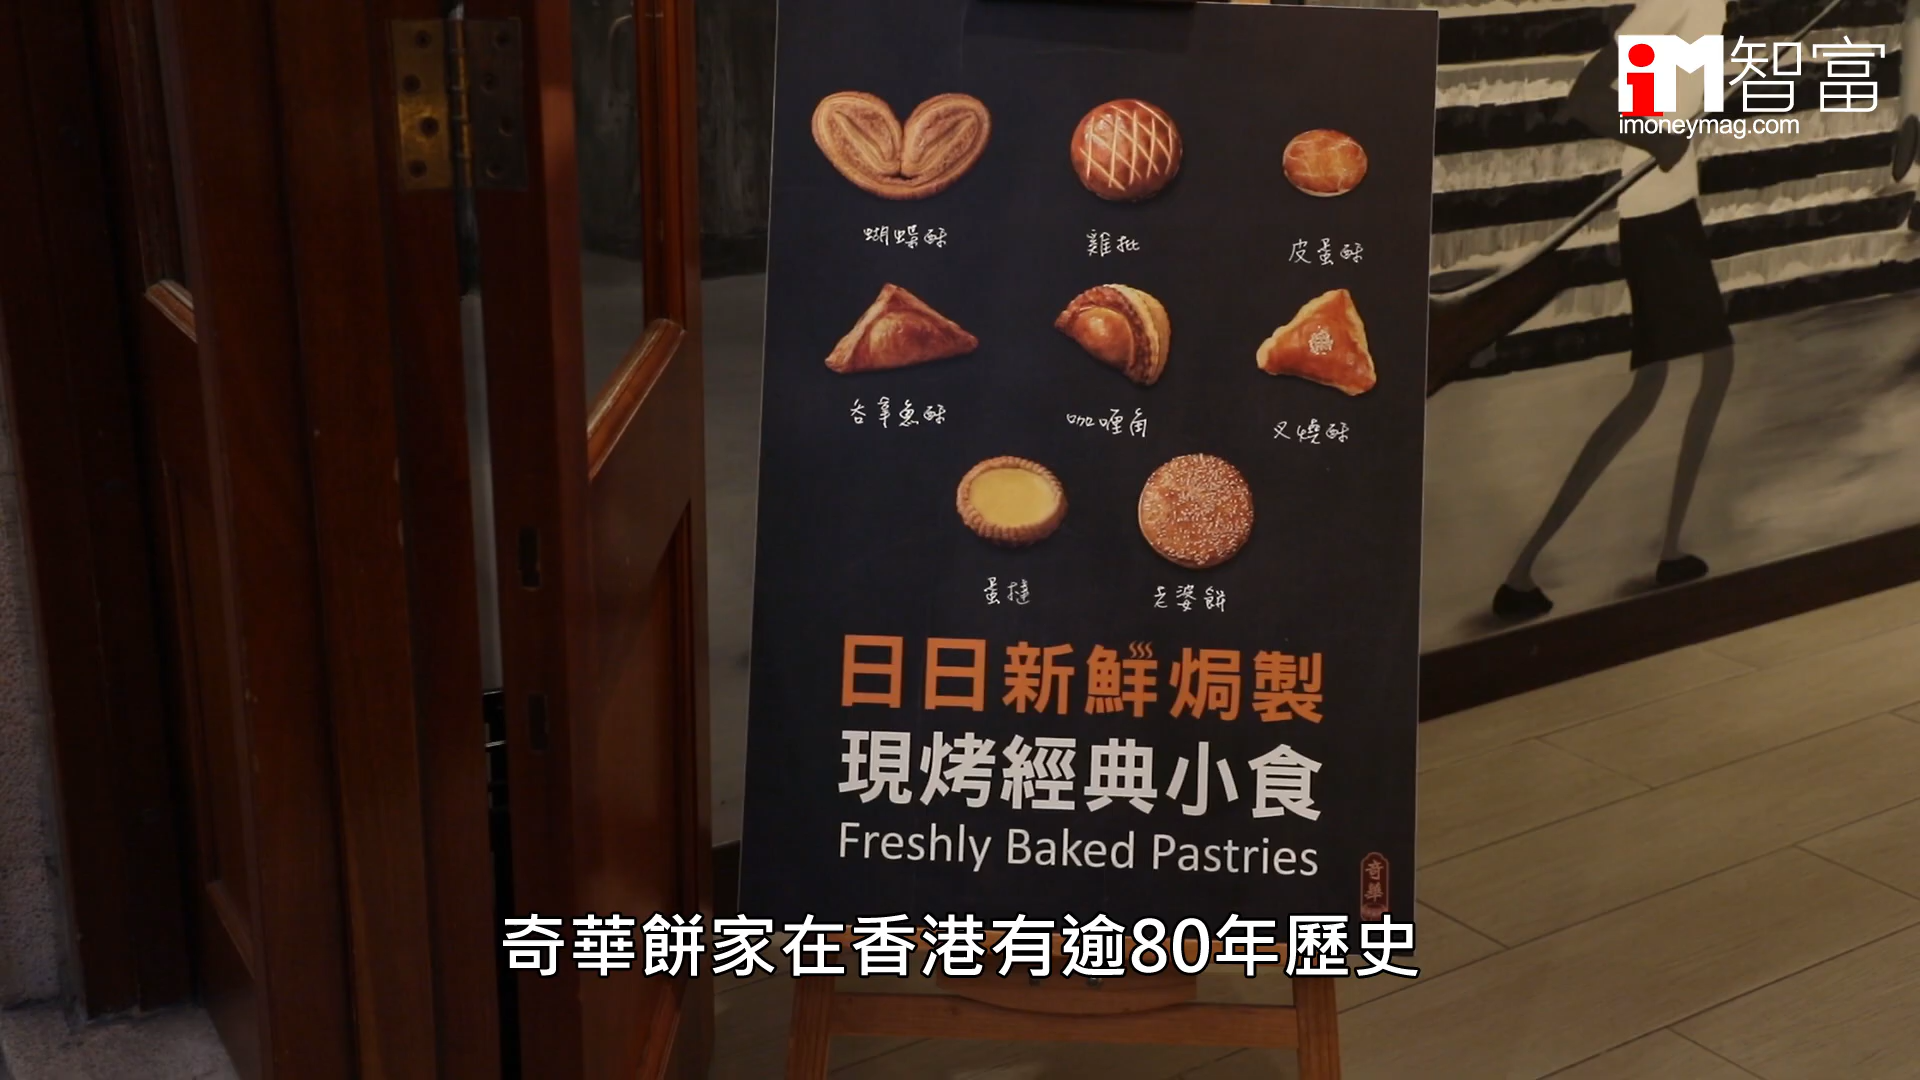 iM智富
imoneymag.com
蝴蝶酥
雞批
皮蛋酥
吞拿魚酥
咖喱角
叉燒酥
蛋撻
老婆餅
日日新鮮焗製
現烤經典小食
Freshly Baked Pastries
奇華
奇華餅家在香港有逾80年歷史